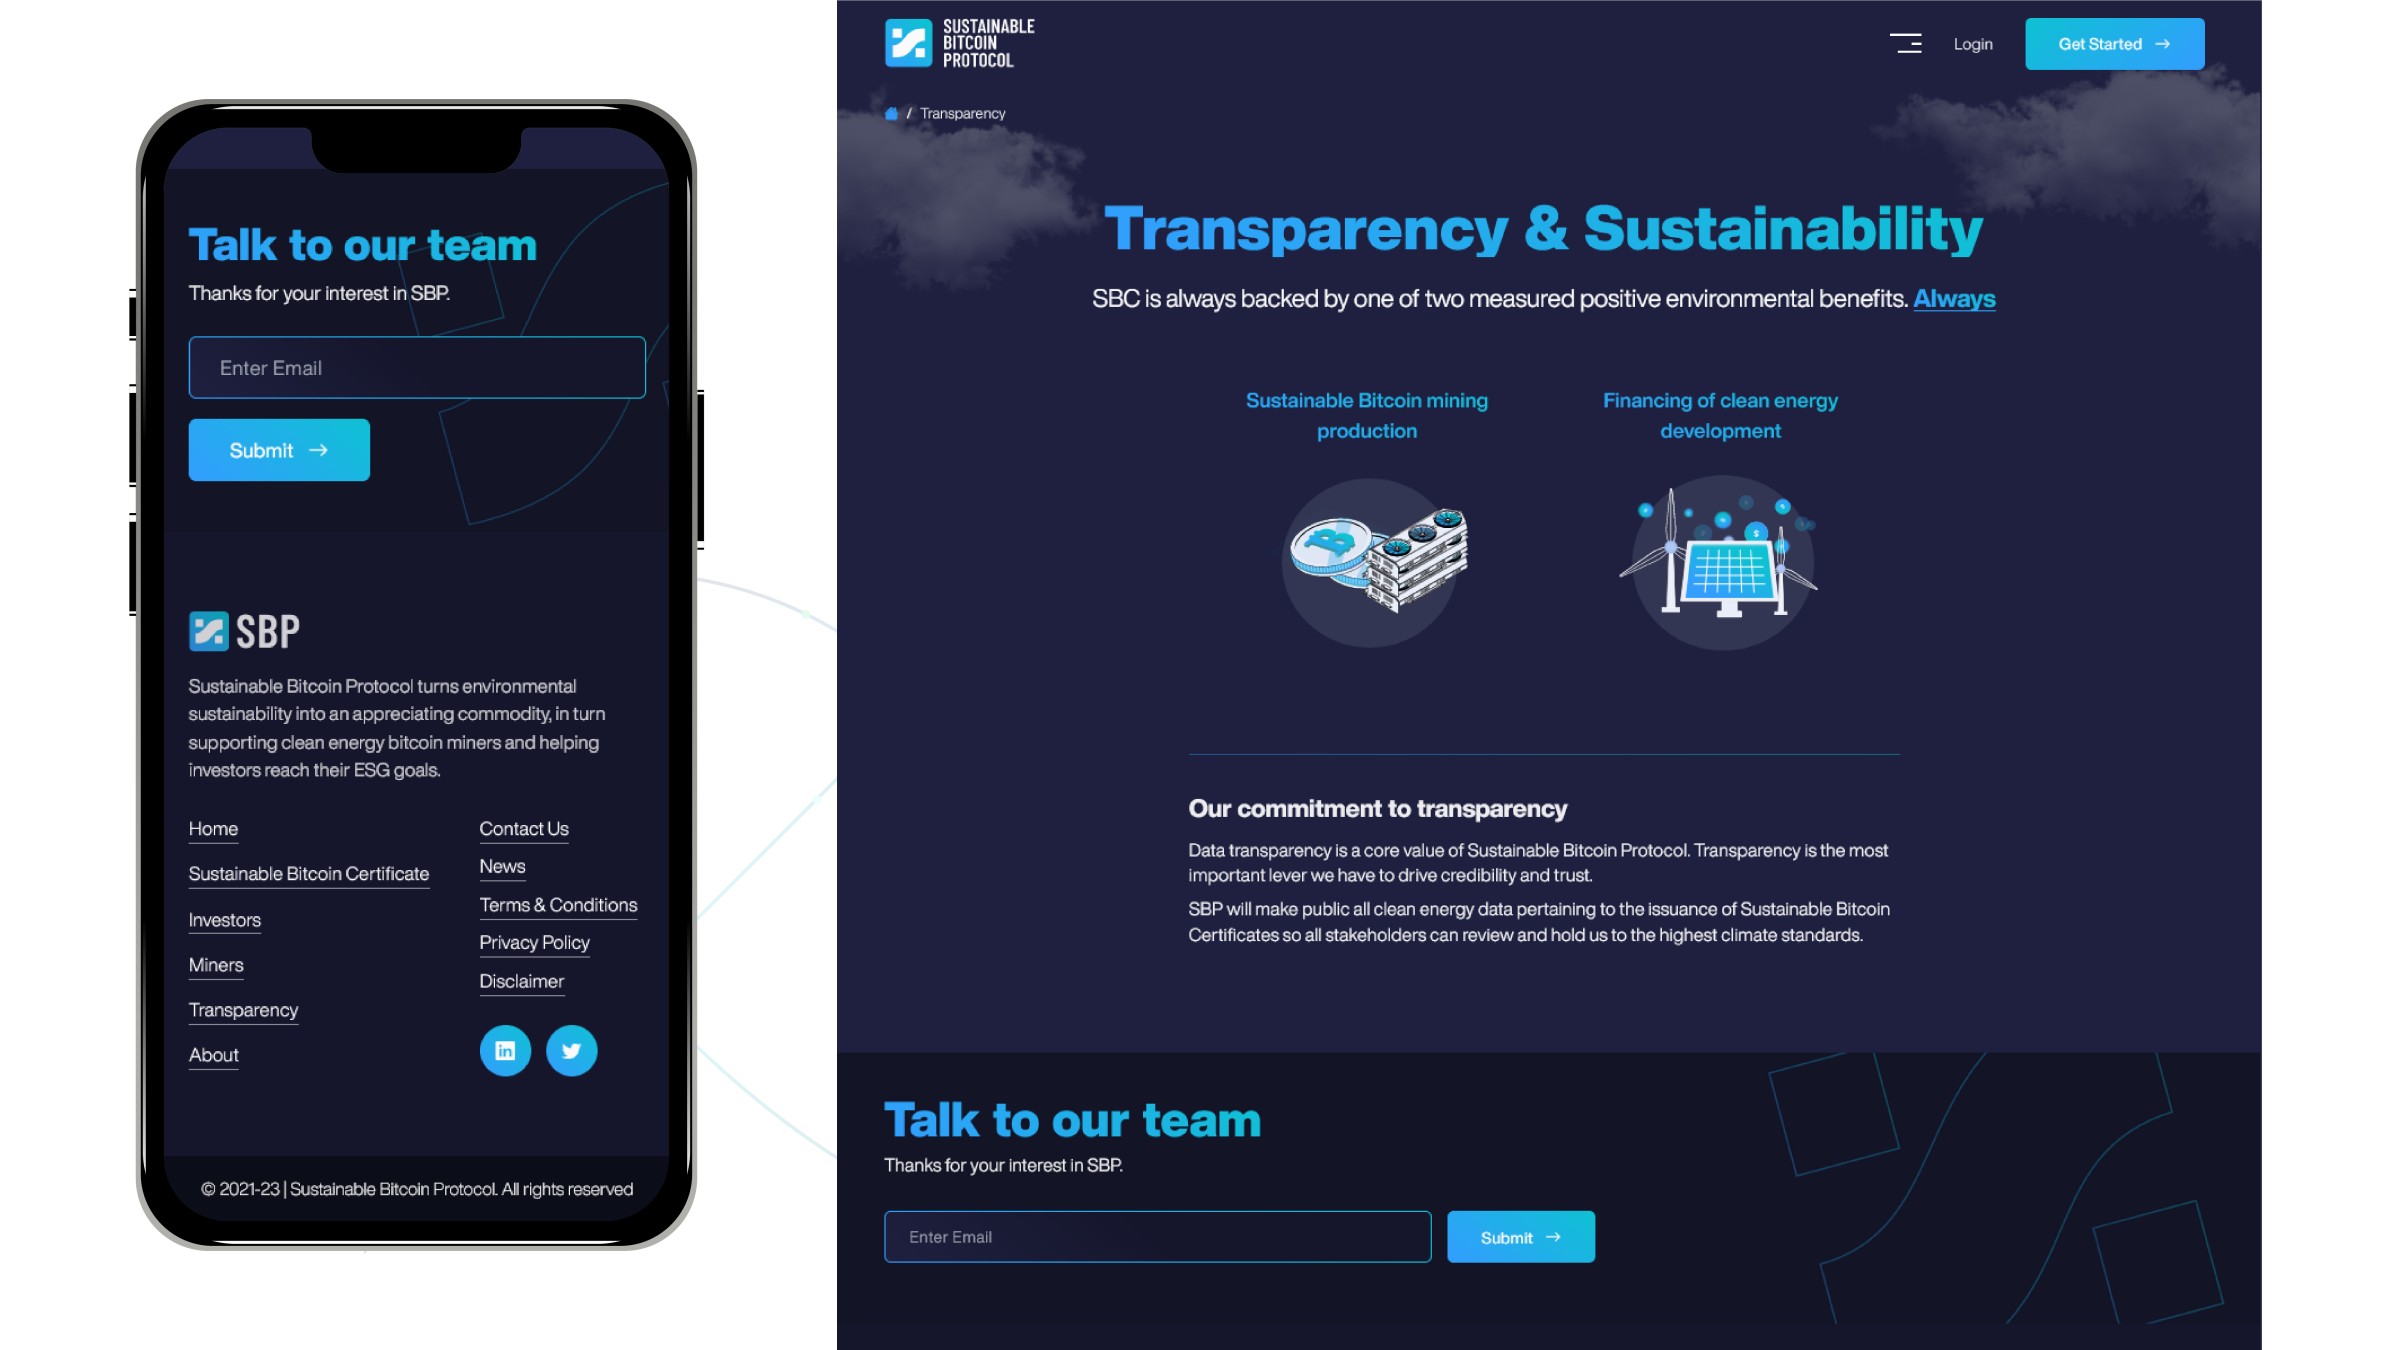 Talk to our team
Thanks for your interest in SBP.
Enter Email
Submit
SBP
Sustainable Bitcoin Protocol turns environmental
sustainability into an appreciating commodity, in turn
supporting clean energy bitcoin miners and helping
investors reach their ESG goals.
Home
Sustainable Bitcoin Certificate
Investors
Miners
Transparency
About
Contact Us
News
Terms & Conditions
Privacy Policy
Disclaimer
in
© 2021-23 | Sustainable Bitcoin Protocol. All rights reserved
SUSTAINABLE
BITCOIN
PROTOCOL
Login
Get Started
/ Transparency
Transparency & Sustainability
SBC is always backed by one of two measured positive environmental benefits. Always
Sustainable Bitcoin mining
production
Financing of clean energy
development
B
$
Our commitment to transparency
Data transparency is a core value of Sustainable Bitcoin Protocol. Transparency is the most
important lever we have to drive credibility and trust.
SBP will make public all clean energy data pertaining to the issuance of Sustainable Bitcoin
Certificates so all stakeholders can review and hold us to the highest climate standards.
Talk to our team
Thanks for your interest in SBP.
Enter Email
Submit